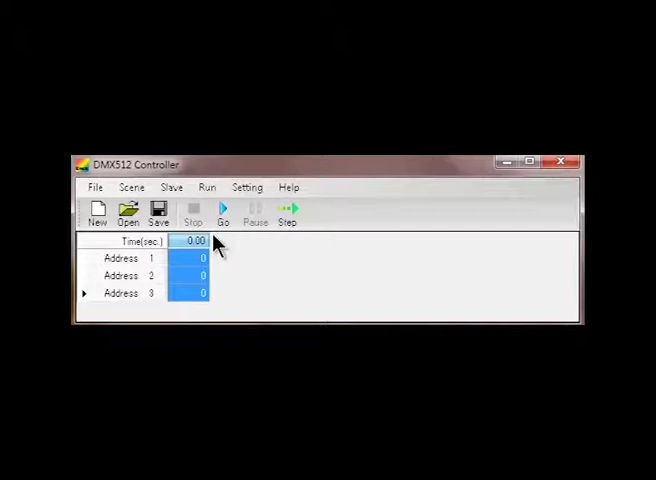 DMX512 Controller
File Scene Slave Run Setting Help
New Open Save Stop Go Pause Step
Time(sec.) 0.00
Address 1 0
Address 2 0
Address 3 0